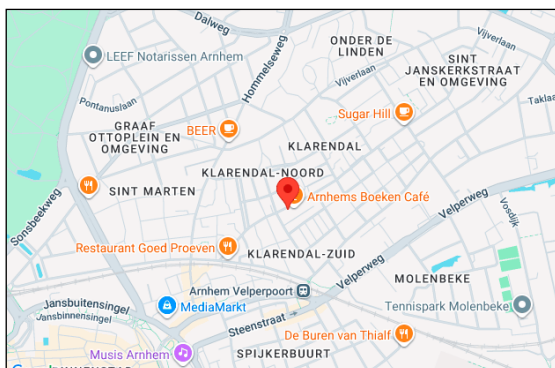 Dalweg
ONDER DE
LINDEN
LEEF Notarissen Arnhem
Hommelseweg
Vijverlaan
SINT
JANSKERKSTRAAT
EN OMGEVING
Vijverlaan
Pontanuslaan
Sugar Hill
Takla
GRAAF
OTTOPLEIN EN
OMGEVING
BEER
KLARENDAL
KLARENDAL-NOORD
SINT MARTEN
Arnhems Boeken Café
Velperweg
Vosdijk
Sonsbeekweg
Restaurant Goed Proeven
KLARENDAL-ZUID
Velperweg
MOLENBEKE
Arnhem Velperpoort
Jansbuitensingel
MediaMarkt
Tennispark Molenbeke
Jansbinnensingel
Steenstraat
De Buren van Thialf
Musis Arnhem
SPIJKERBUURT